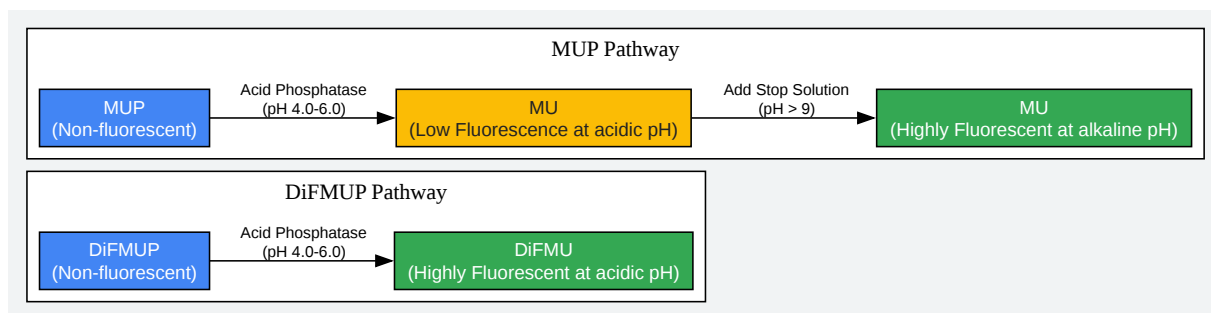 MUP Pathway
MUP
(Non-fluorescent)
Acid Phosphatase
(pH 4.0-6.0)
MU
(Low Fluorescence at acidic pH)
Add Stop Solution
(pH > 9)
MU
(Highly Fluorescent at alkaline pH)
DiFMUP Pathway
DiFMUP
(Non-fluorescent)
Acid Phosphatase
(pH 4.0-6.0)
DiFMU
(Highly Fluorescent at acidic pH)